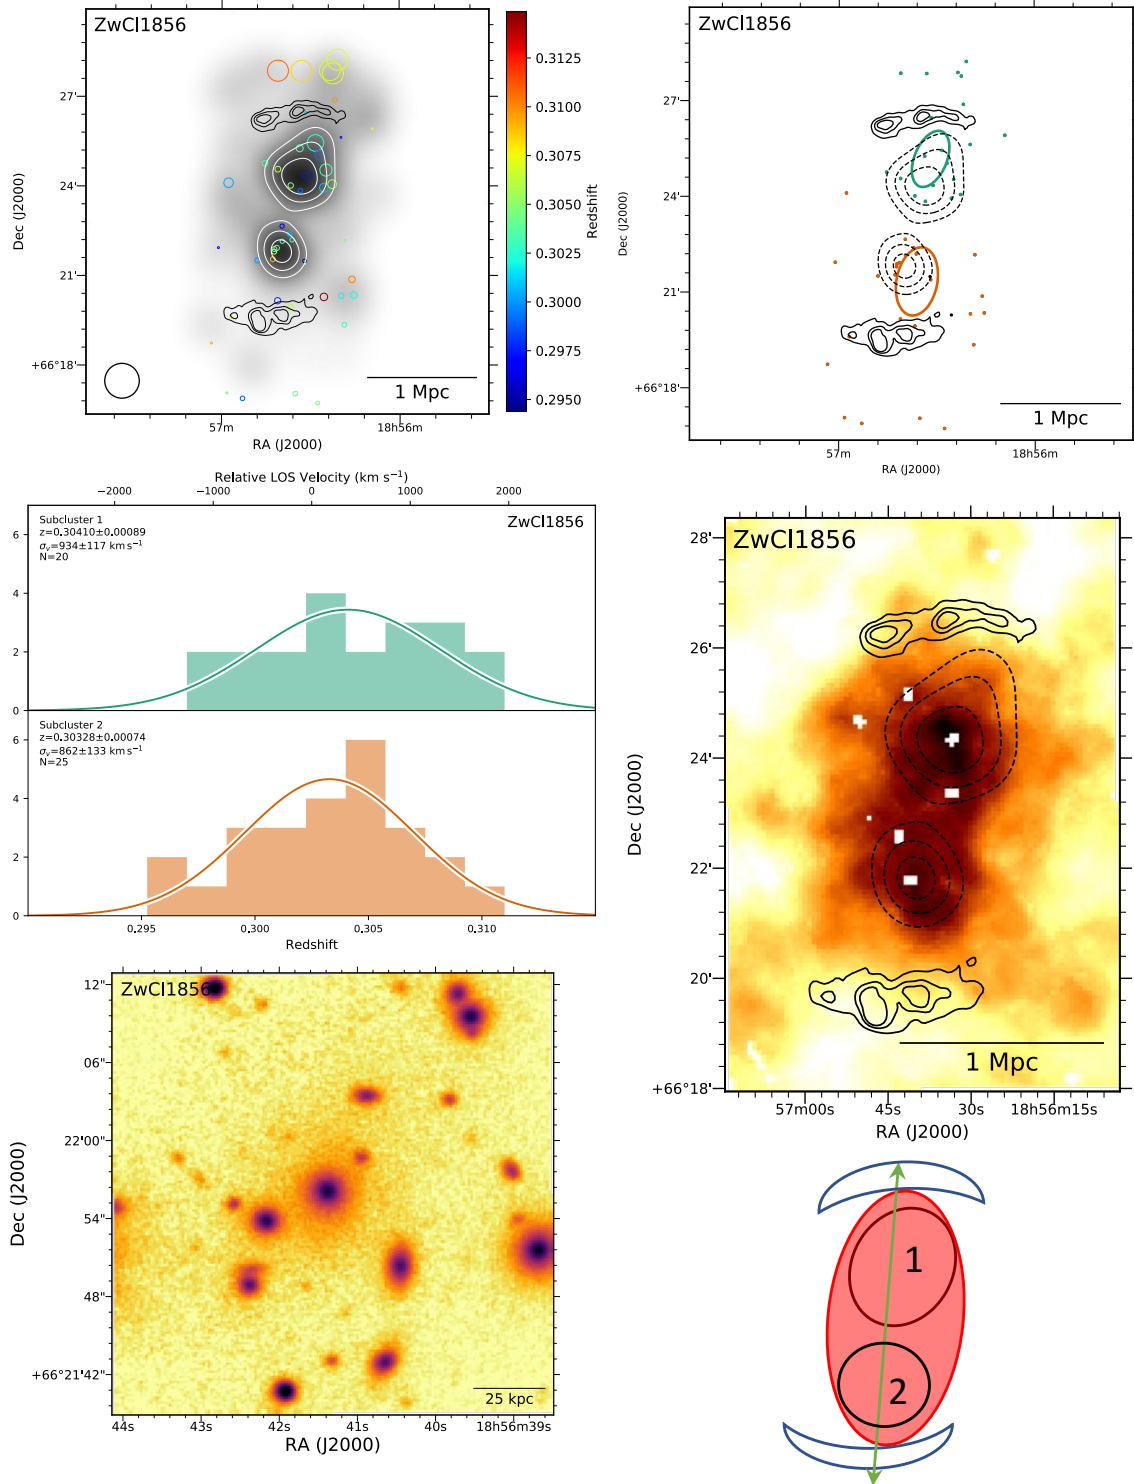 ZwCl1856
27'
24'
21'
+66°18'
Dec (J2000)
57m
18h56m
RA (J2000)
1 Mpc
0.3125
0.3100
0.3075
0.3050
0.3025
0.3000
0.2975
0.2950
Redshift
ZwCl1856
27'
24'
21'
+66°18'
Dec (J2000)
57m
18h56m
RA (J2000)
1 Mpc
Relative LOS Velocity (km s⁻¹)
−2000
−1000
0
1000
2000
Subcluster 1
z=0.30410±0.00089
σᵥ=934±117 km s⁻¹
N=20
ZwCl1856
6
4
2
0
Subcluster 2
z=0.30328±0.00074
σᵥ=862±133 km s⁻¹
N=25
6
4
2
0
0.295
0.300
0.305
0.310
Redshift
ZwCl1856
28'
26'
24'
22'
20'
+66°18'
Dec (J2000)
1 Mpc
57m00s
45s
30s
18h56m15s
RA (J2000)
ZwCl1856
12"
06"
22'00"
54"
48"
+66°21'42"
Dec (J2000)
25 kpc
44s
43s
42s
41s
40s
18h56m39s
RA (J2000)
1
2